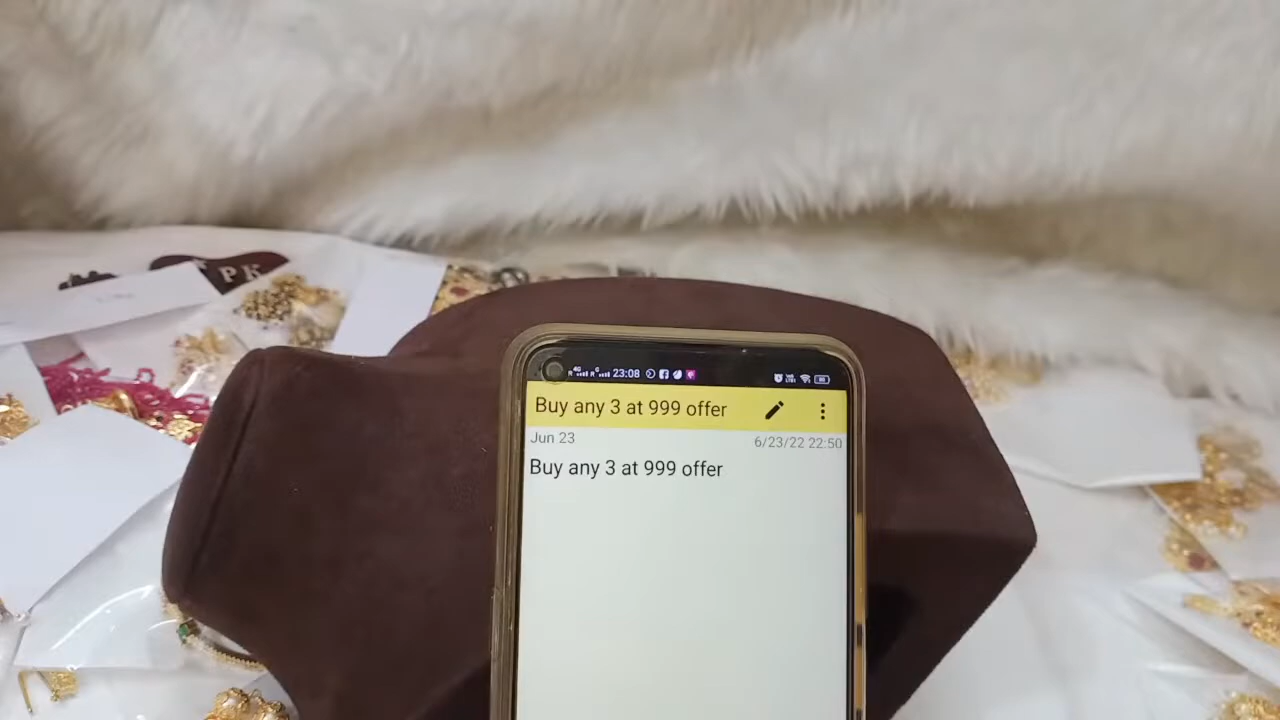 PK
23:08
Buy any 3 at 999 offer
Jun 23
6/23/22 22:50
Buy any 3 at 999 offer